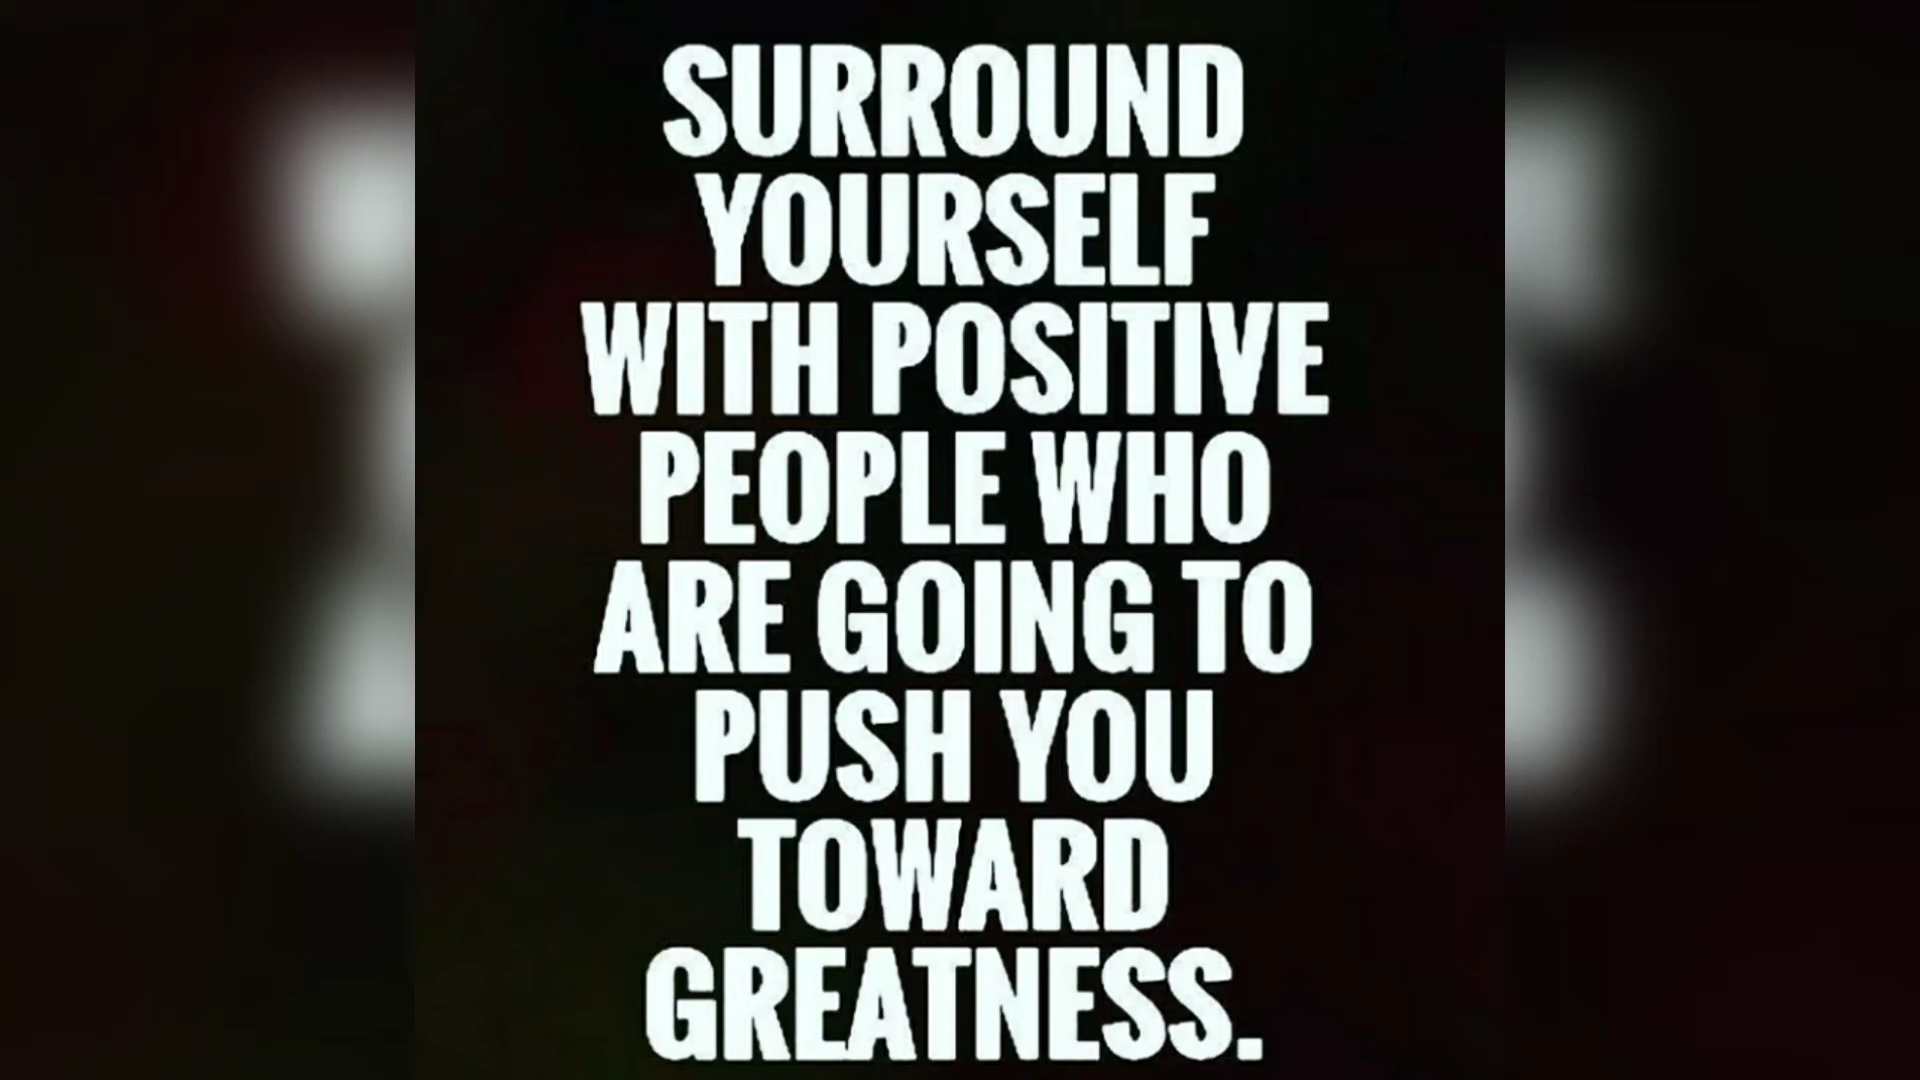 SURROUND
YOURSELF
WITH POSITIVE
PEOPLE WHO
ARE GOING TO
PUSH YOU
TOWARD
GREATNESS.